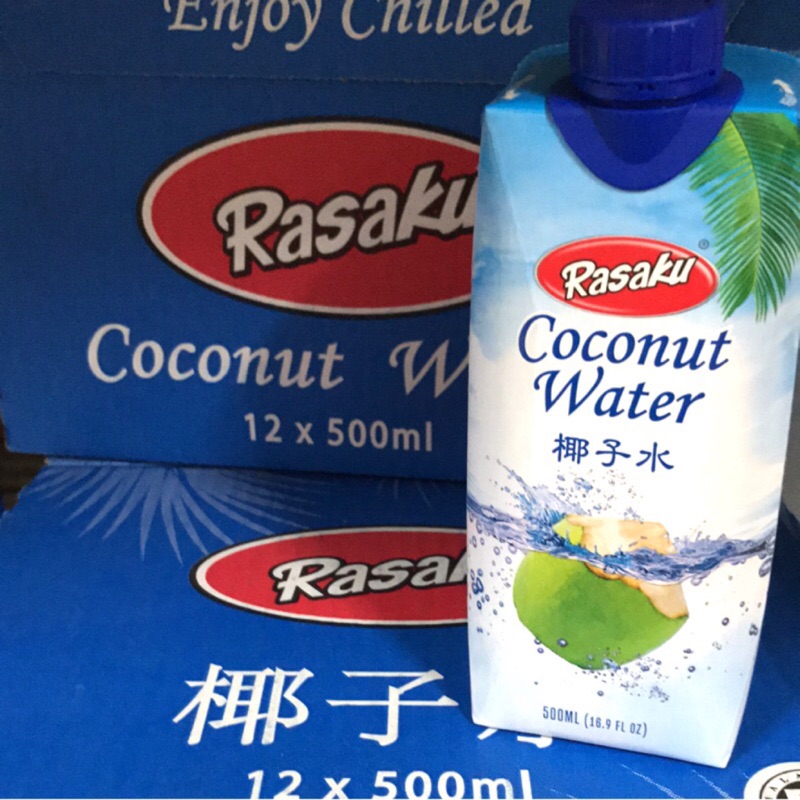 Enjoy Chilled
Rasaku
Coconut W
12 x 500ml
Rasaku
椰子
12 x 500ml
Rasaku®
Coconut
Water
椰子水
500ML (16.9 FL OZ)